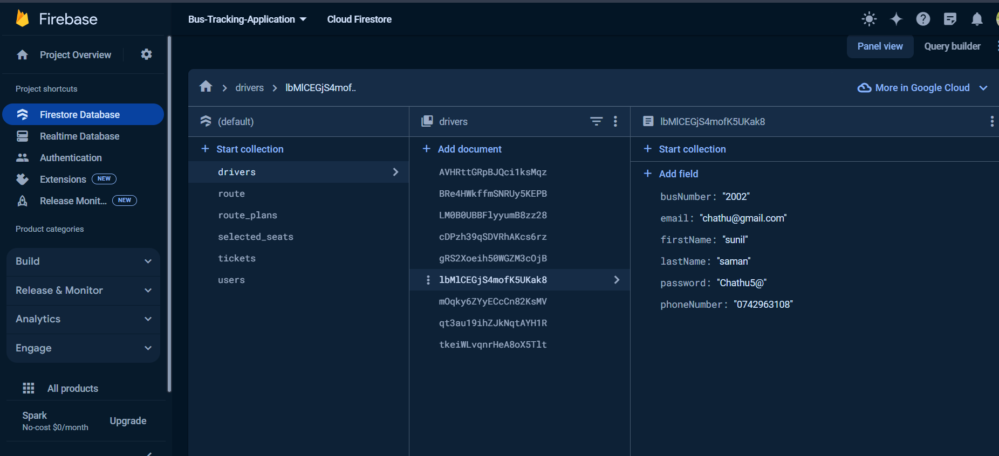 Firebase
Bus-Tracking-Application
Cloud Firestore
Project Overview
Panel view
Query builder
Project shortcuts
Firestore Database
Realtime Database
Authentication
Extensions NEW
Release Monit... NEW
Product categories
Build
Release & Monitor
Analytics
Engage
All products
Spark
No-cost $0/month
Upgrade
drivers
lbMlCEGjS4mof..
More in Google Cloud
(default)
Start collection
drivers
route
route_plans
selected_seats
tickets
users
drivers
Add document
AVHRttGRpBJQci1ksMqz
BRe4HWkffmSNRUy5KEPB
LM0B0UBBFlyyumB8zz28
cDPzh39qSDVRhAKcs6rz
gRS2Xoeih50WGZM3cOjB
lbMlCEGjS4mofK5UKak8
mOqky6ZYyECcCn82KsMV
qt3au19ihZJkNqtAYH1R
tkeiWLvqnrHeA8oX5Tlt
lbMlCEGjS4mofK5UKak8
Start collection
Add field
busNumber: "2002"
email: "chathu@gmail.com"
firstName: "sunil"
lastName: "saman"
password: "Chathu5@"
phoneNumber: "0742963108"